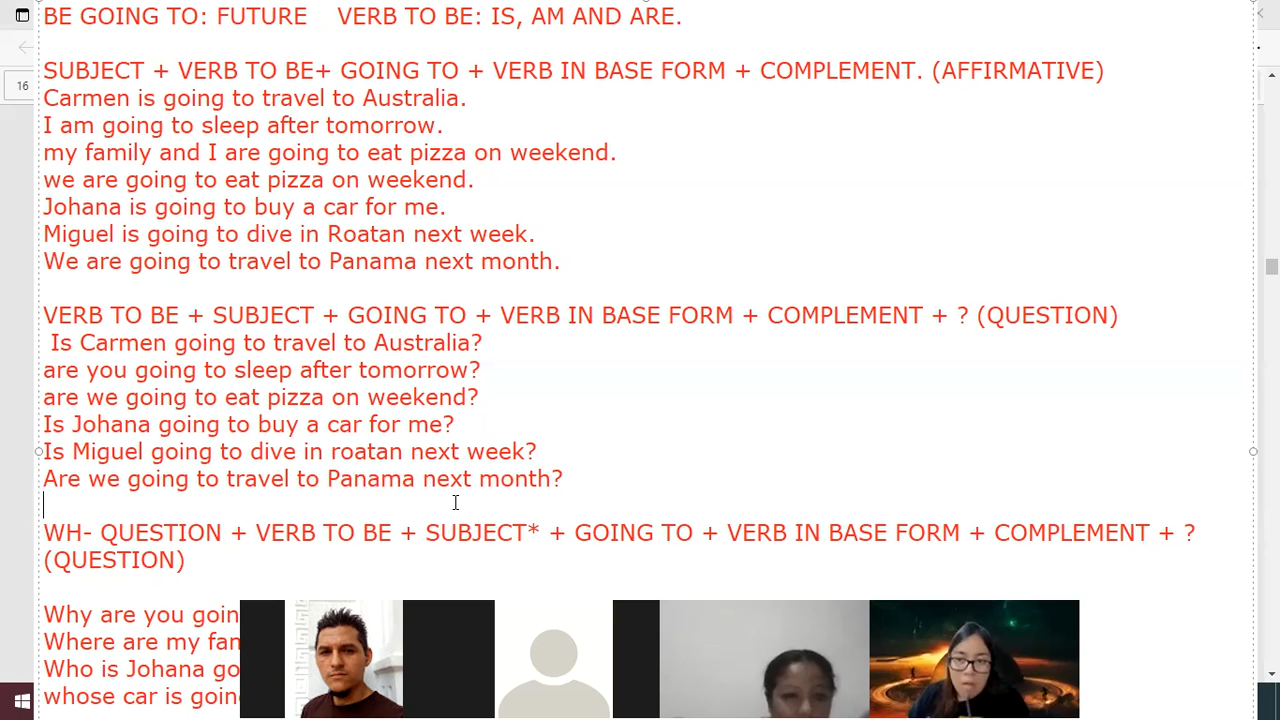 BE GOING TO: FUTURE    VERB TO BE: IS, AM AND ARE.
SUBJECT + VERB TO BE+ GOING TO + VERB IN BASE FORM + COMPLEMENT. (AFFIRMATIVE)
16
Carmen is going to travel to Australia.
I am going to sleep after tomorrow.
my family and I are going to eat pizza on weekend.
we are going to eat pizza on weekend.
Johana is going to buy a car for me.
Miguel is going to dive in Roatan next week.
We are going to travel to Panama next month.
VERB TO BE + SUBJECT + GOING TO + VERB IN BASE FORM + COMPLEMENT + ? (QUESTION)
Is Carmen going to travel to Australia?
are you going to sleep after tomorrow?
are we going to eat pizza on weekend?
Is Johana going to buy a car for me?
Is Miguel going to dive in roatan next week?
Are we going to travel to Panama next month?
WH- QUESTION + VERB TO BE + SUBJECT* + GOING TO + VERB IN BASE FORM + COMPLEMENT + ?
(QUESTION)
Why are you goin
Where are my fam
Who is Johana go
whose car is goin